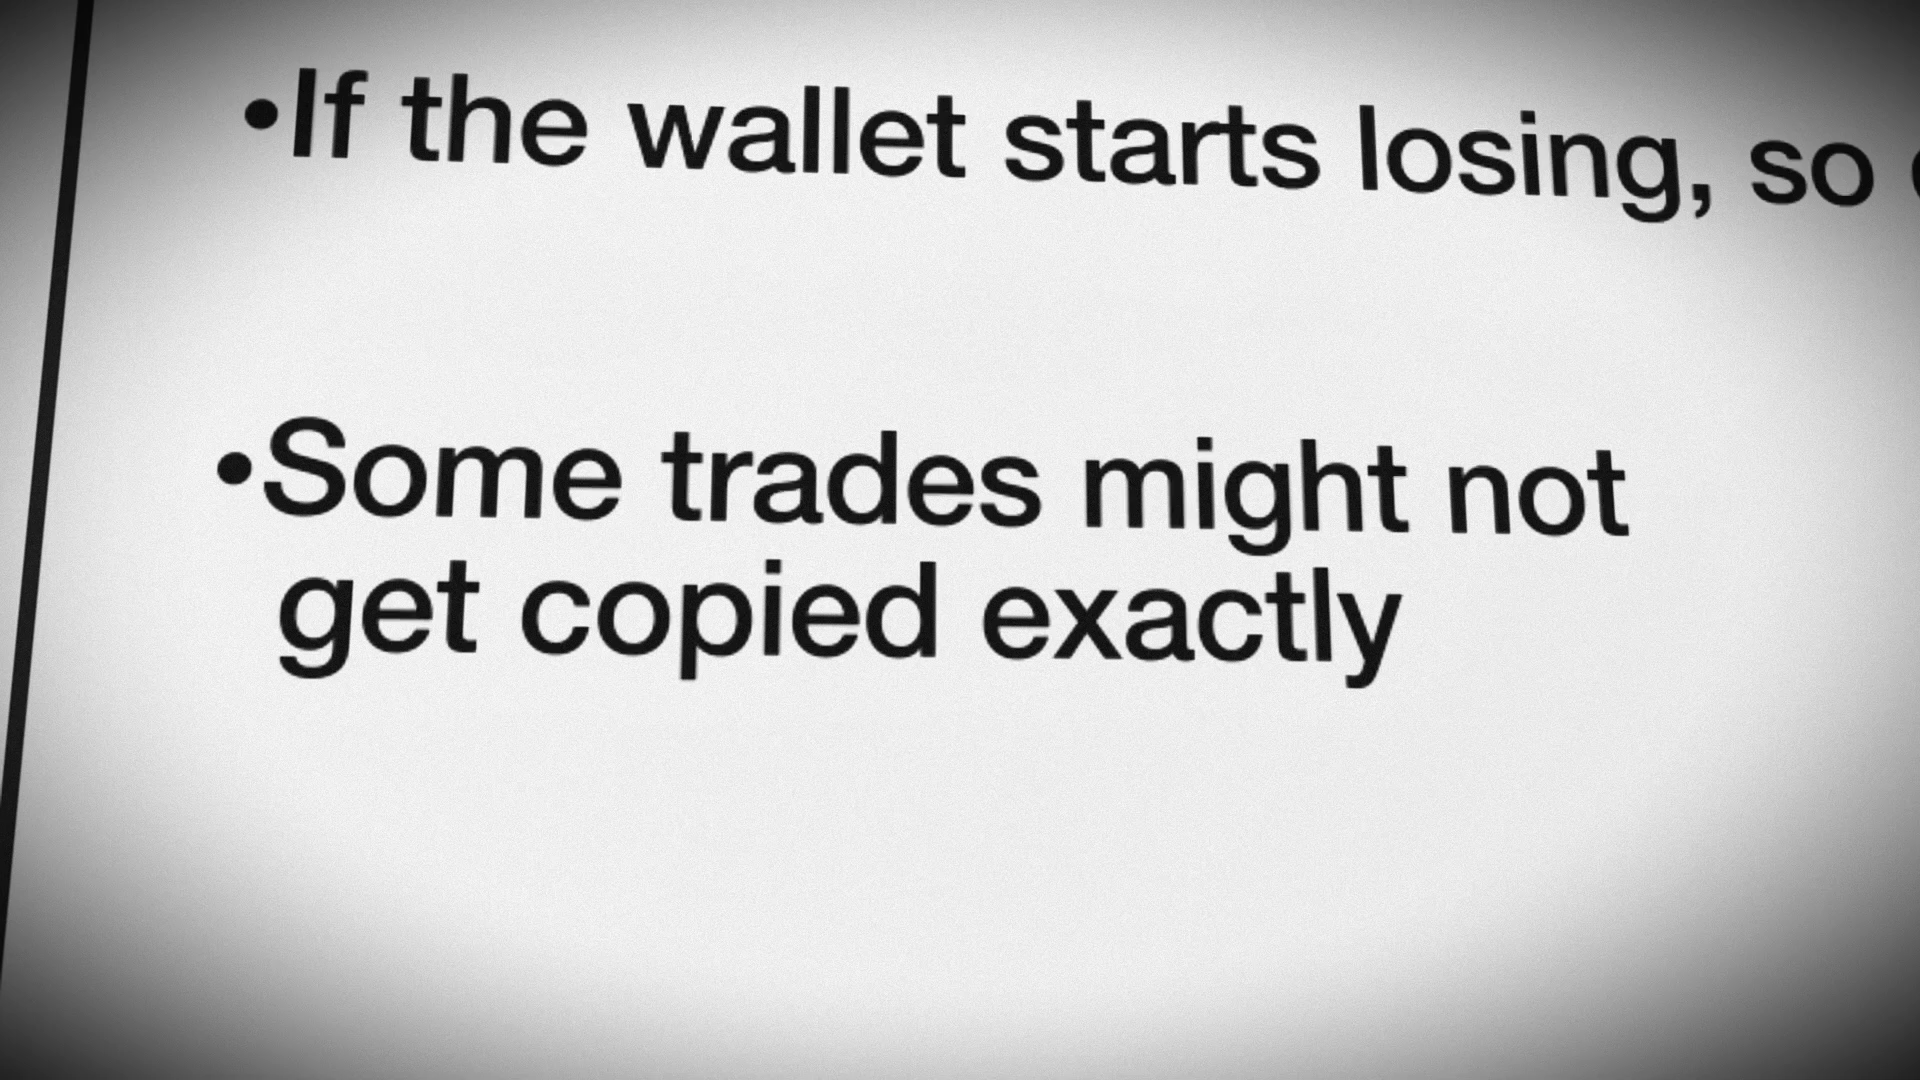 •If the wallet starts losing, so
•Some trades might not
get copied exactly